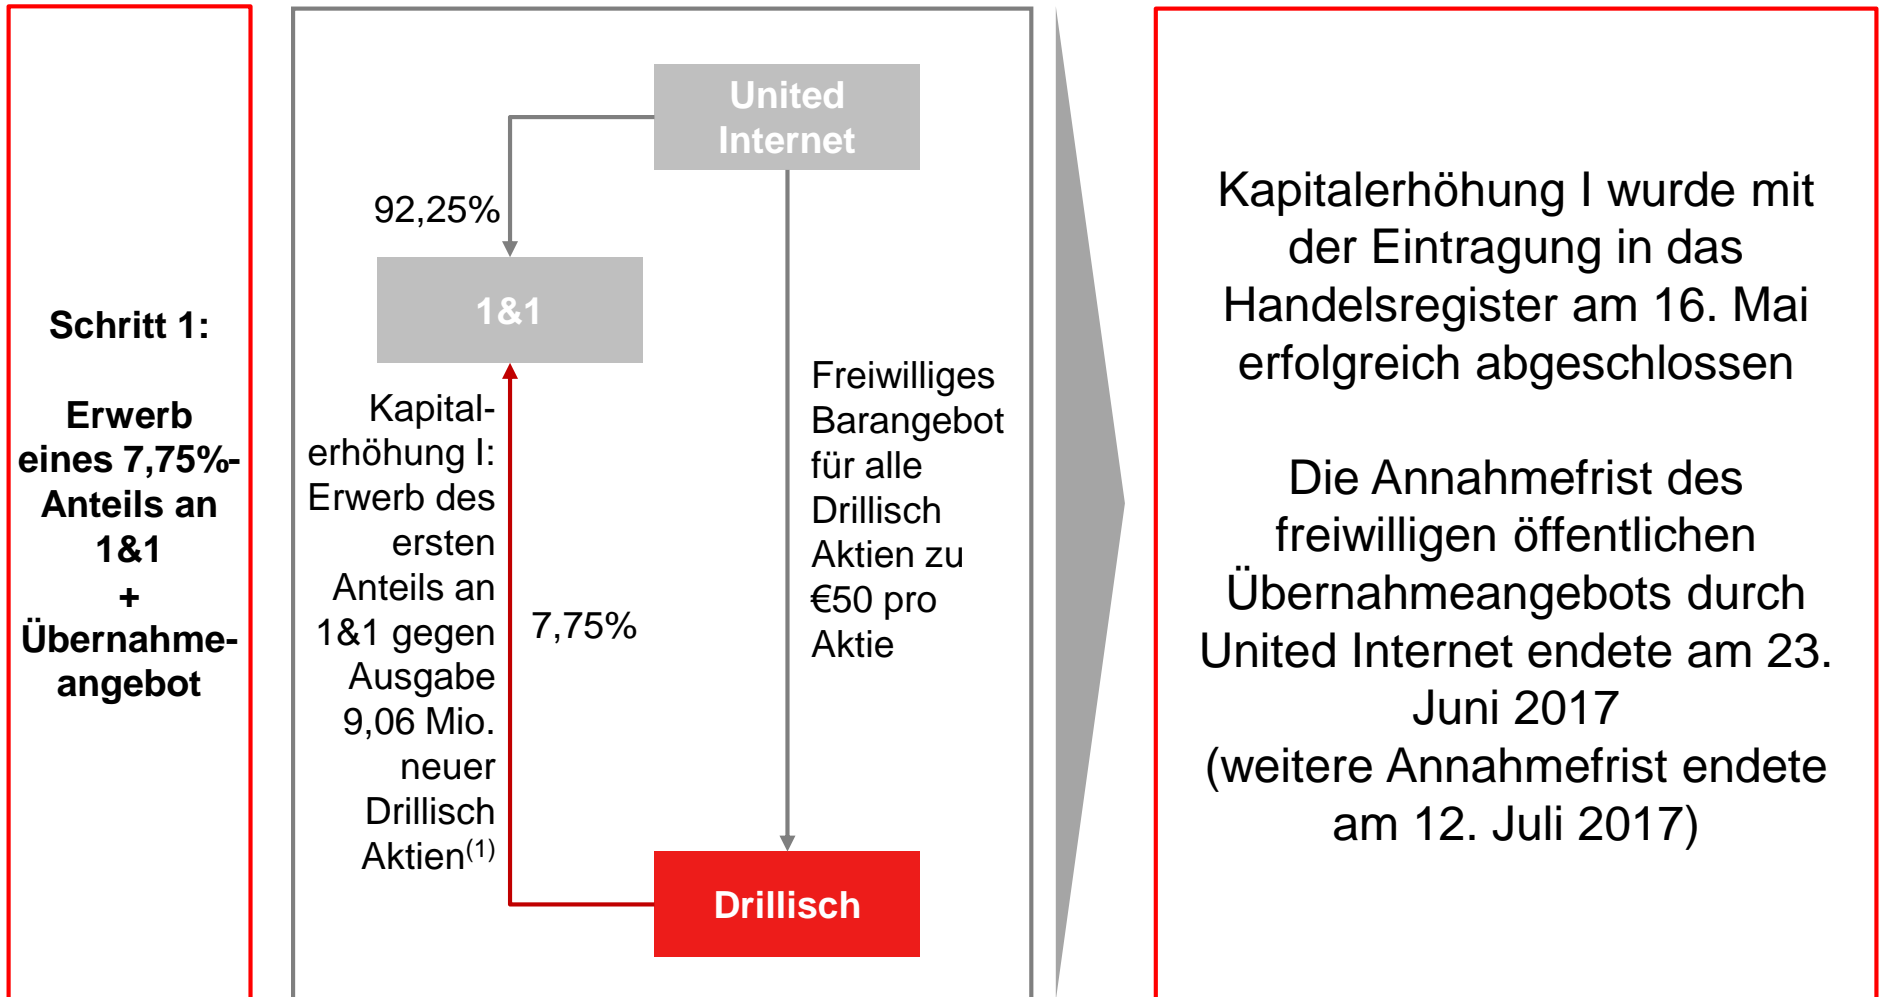 Schritt 1:
Erwerb
eines 7,75%-
Anteils an
1&1
+
Übernahme-
angebot
United
Internet
92,25%
1&1
Kapital-
erhöhung I:
Erwerb des
ersten
Anteils an
1&1 gegen
Ausgabe
9,06 Mio.
neuer
Drillisch
Aktien(1)
7,75%
Freiwilliges
Barangebot
für alle
Drillisch
Aktien zu
€50 pro
Aktie
Drillisch
Kapitalerhöhung I wurde mit
der Eintragung in das
Handelsregister am 16. Mai
erfolgreich abgeschlossen
Die Annahmefrist des
freiwilligen öffentlichen
Übernahmeangebots durch
United Internet endete am 23.
Juni 2017
(weitere Annahmefrist endete
am 12. Juli 2017)